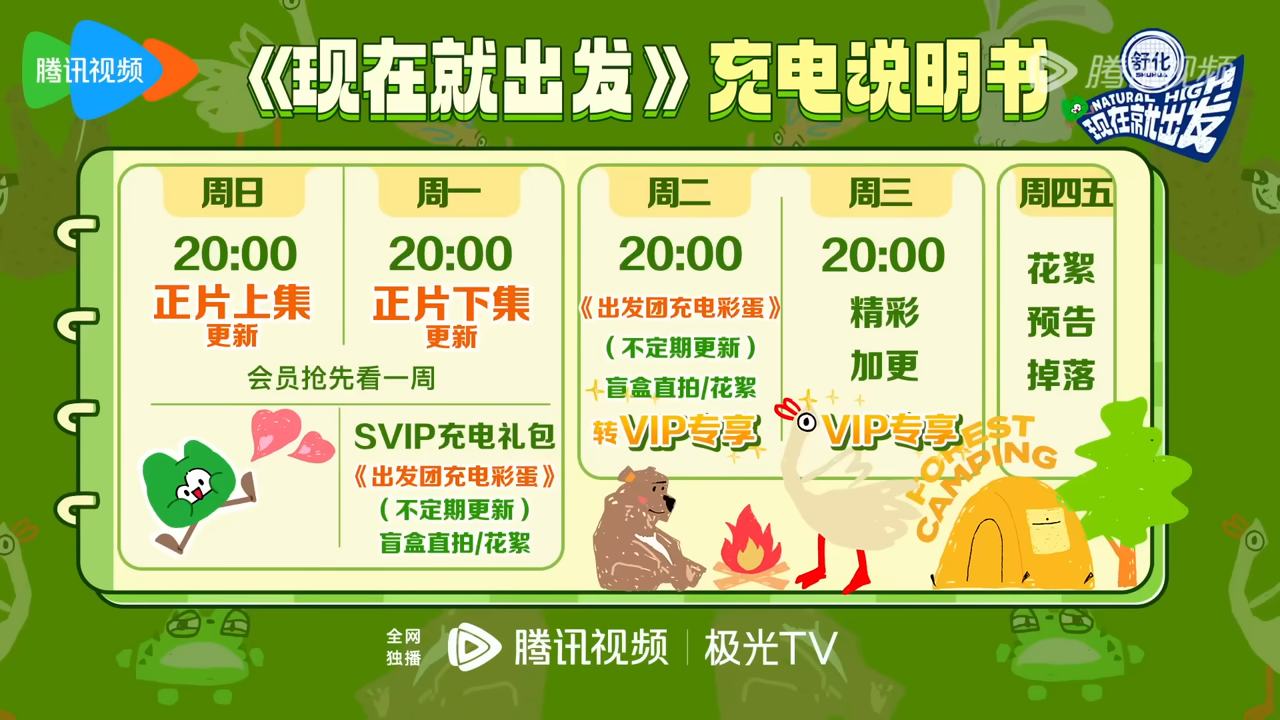 腾讯视频
《现在就出发》充电说明书
腾讯视频
舒化
SHUHUA
NATURAL HIGH
现在就出发
周日
20:00
正片上集
更新
周一
20:00
正片下集
更新
会员抢先看一周
SVIP充电礼包
《出发团充电彩蛋》
（不定期更新）
盲盒直拍/花絮
周二
20:00
《出发团充电彩蛋》
（不定期更新）
盲盒直拍/花絮
转VIP专享
周三
20:00
精彩
加更
VIP专享
周四五
花絮
预告
掉落
FOREST
CAMPING
全网
独播
腾讯视频
极光TV